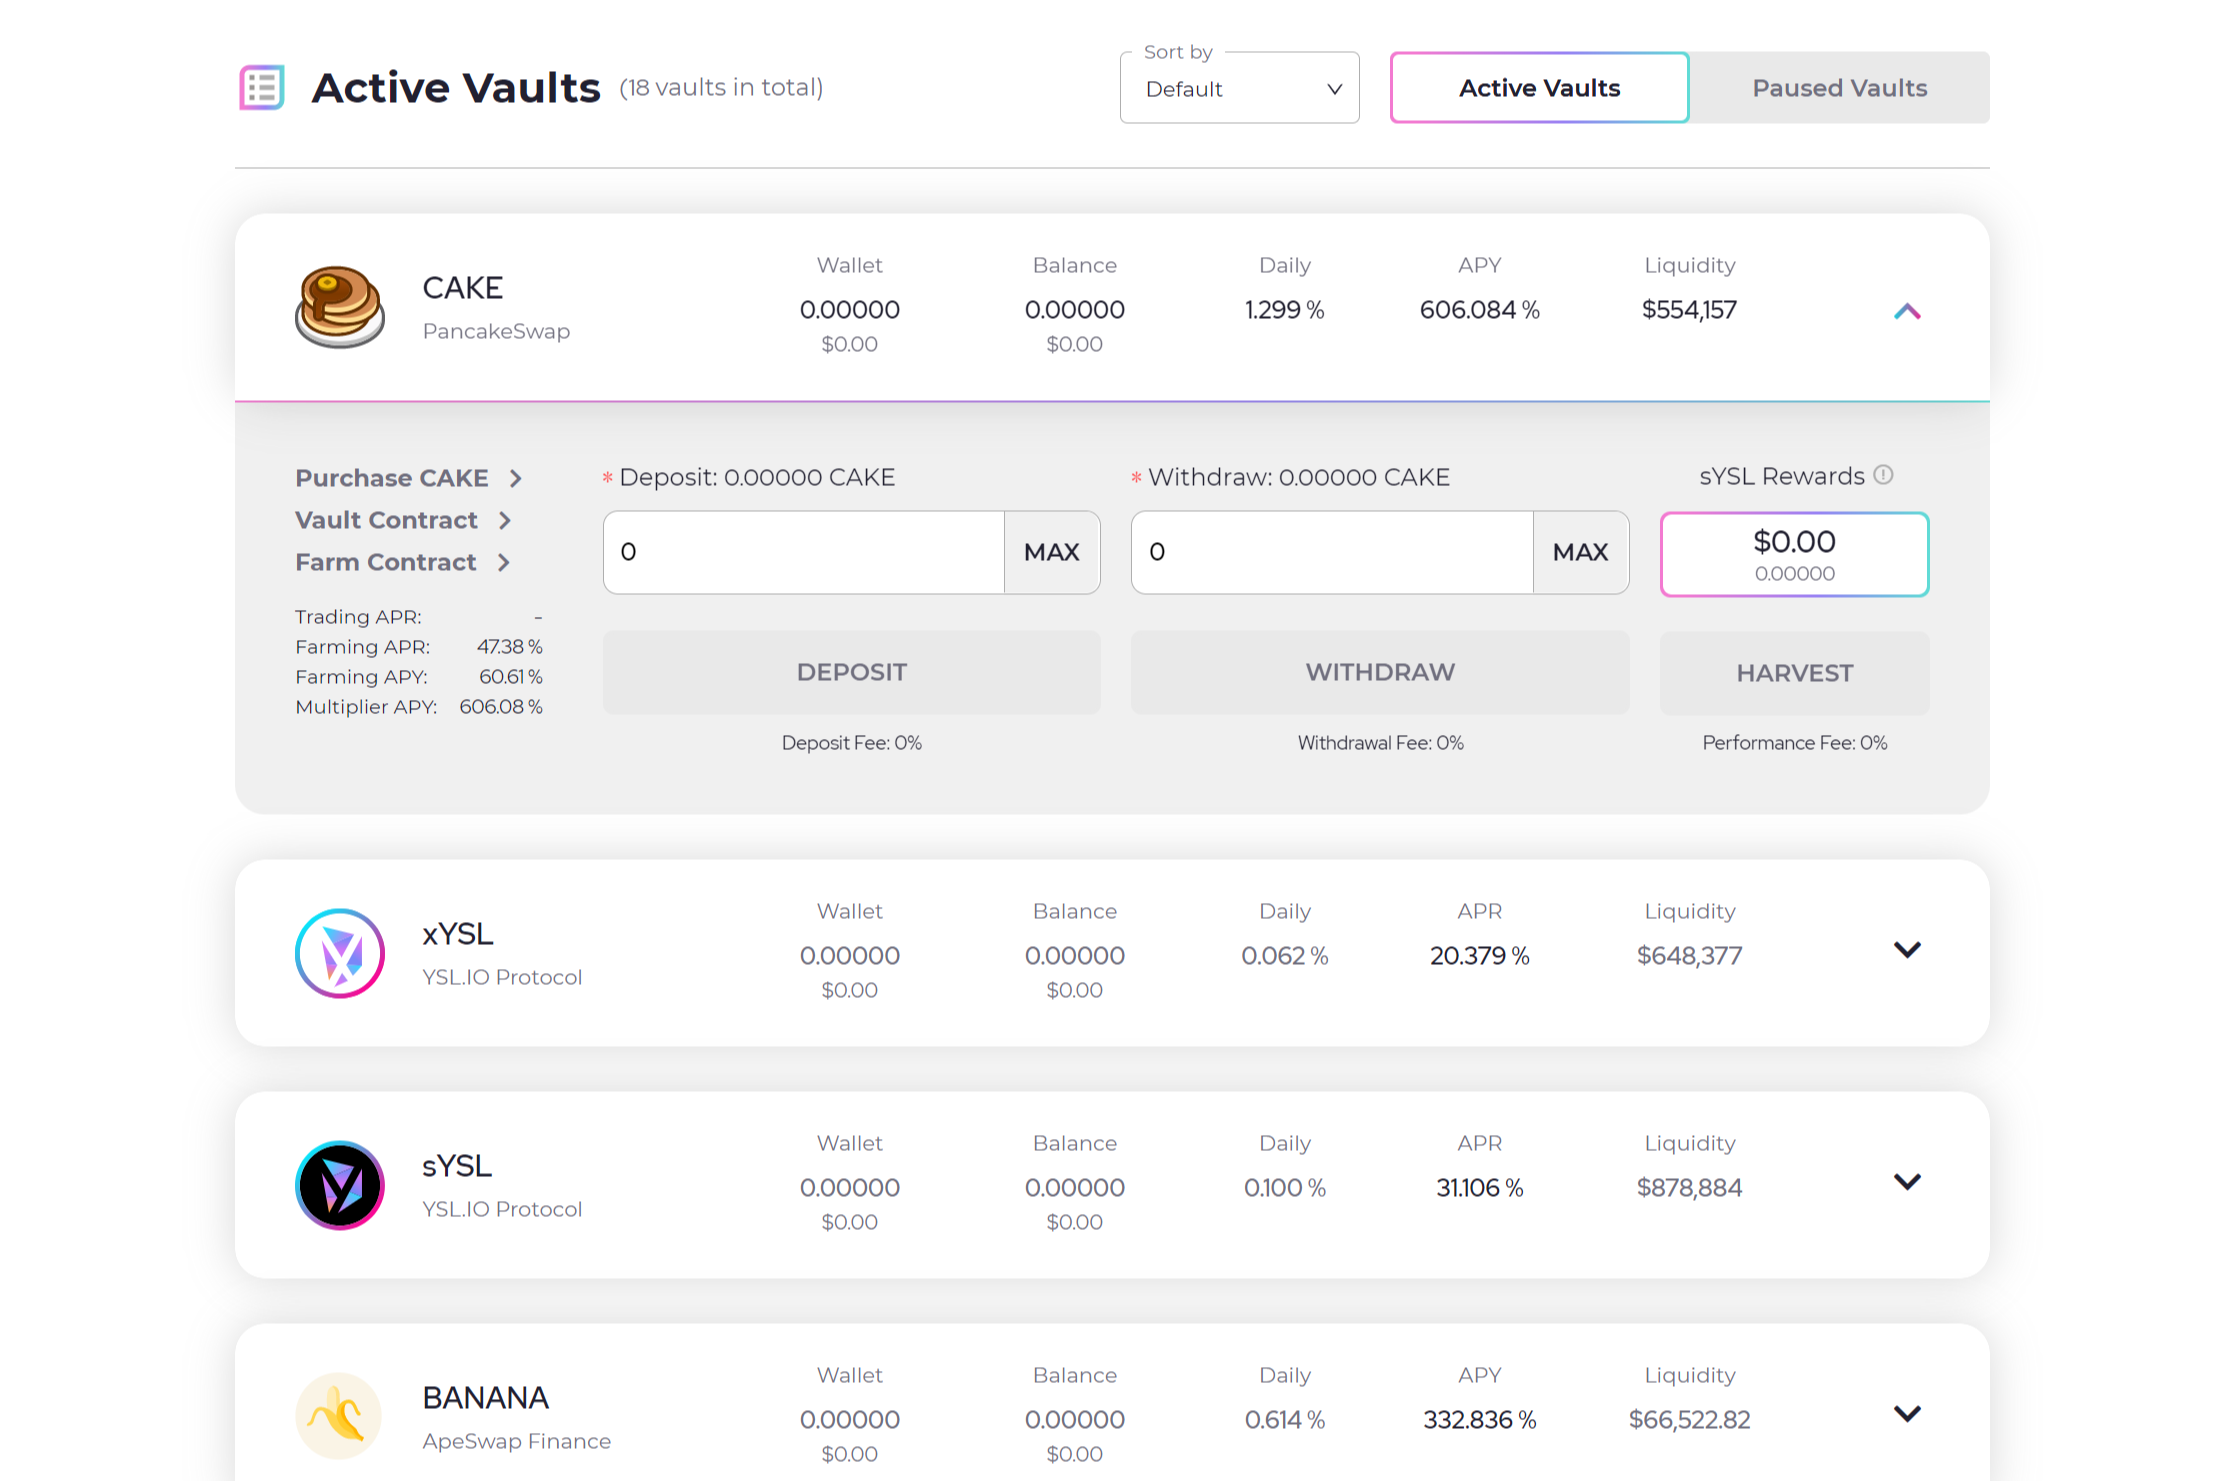 Active Vaults (18 vaults in total)
Sort by
Default
Active Vaults
Paused Vaults
CAKE
PancakeSwap
Wallet
0.00000
$0.00
Balance
0.00000
$0.00
Daily
1.299 %
APY
606.084 %
Liquidity
$554,157
Purchase CAKE
Vault Contract
Farm Contract
Trading APR: -
Farming APR: 47.38 %
Farming APY: 60.61 %
Multiplier APY: 606.08 %
* Deposit: 0.00000 CAKE
0 MAX
DEPOSIT
Deposit Fee: 0%
* Withdraw: 0.00000 CAKE
0 MAX
WITHDRAW
Withdrawal Fee: 0%
sYSL Rewards
$0.00
0.00000
HARVEST
Performance Fee: 0%
xYSL
YSL.IO Protocol
Wallet
0.00000
$0.00
Balance
0.00000
$0.00
Daily
0.062 %
APR
20.379 %
Liquidity
$648,377
sYSL
YSL.IO Protocol
Wallet
0.00000
$0.00
Balance
0.00000
$0.00
Daily
0.100 %
APR
31.106 %
Liquidity
$878,884
BANANA
ApeSwap Finance
Wallet
0.00000
$0.00
Balance
0.00000
$0.00
Daily
0.614 %
APY
332.836 %
Liquidity
$66,522.82